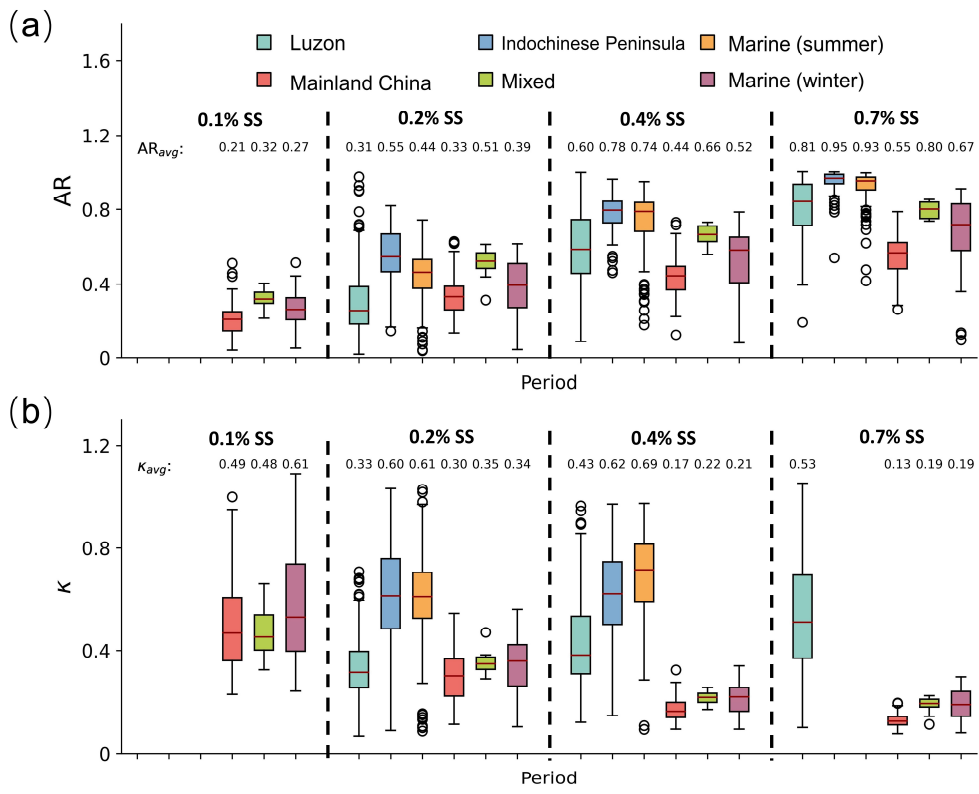 (a)
Luzon Indochinese Peninsula Marine (summer)
Mainland China Mixed Marine (winter)
0.1% SS 0.2% SS 0.4% SS 0.7% SS
ARavg: 0.21 0.32 0.27 0.31 0.55 0.44 0.33 0.51 0.39 0.60 0.78 0.74 0.44 0.66 0.52 0.81 0.95 0.93 0.55 0.80 0.67
AR
1.6
1.2
0.8
0.4
0
Period
(b)
0.1% SS 0.2% SS 0.4% SS 0.7% SS
κavg: 0.49 0.48 0.61 0.33 0.60 0.61 0.30 0.35 0.34 0.43 0.62 0.69 0.17 0.22 0.21 0.53 0.13 0.19 0.19
κ
1.2
0.8
0.4
0
Period